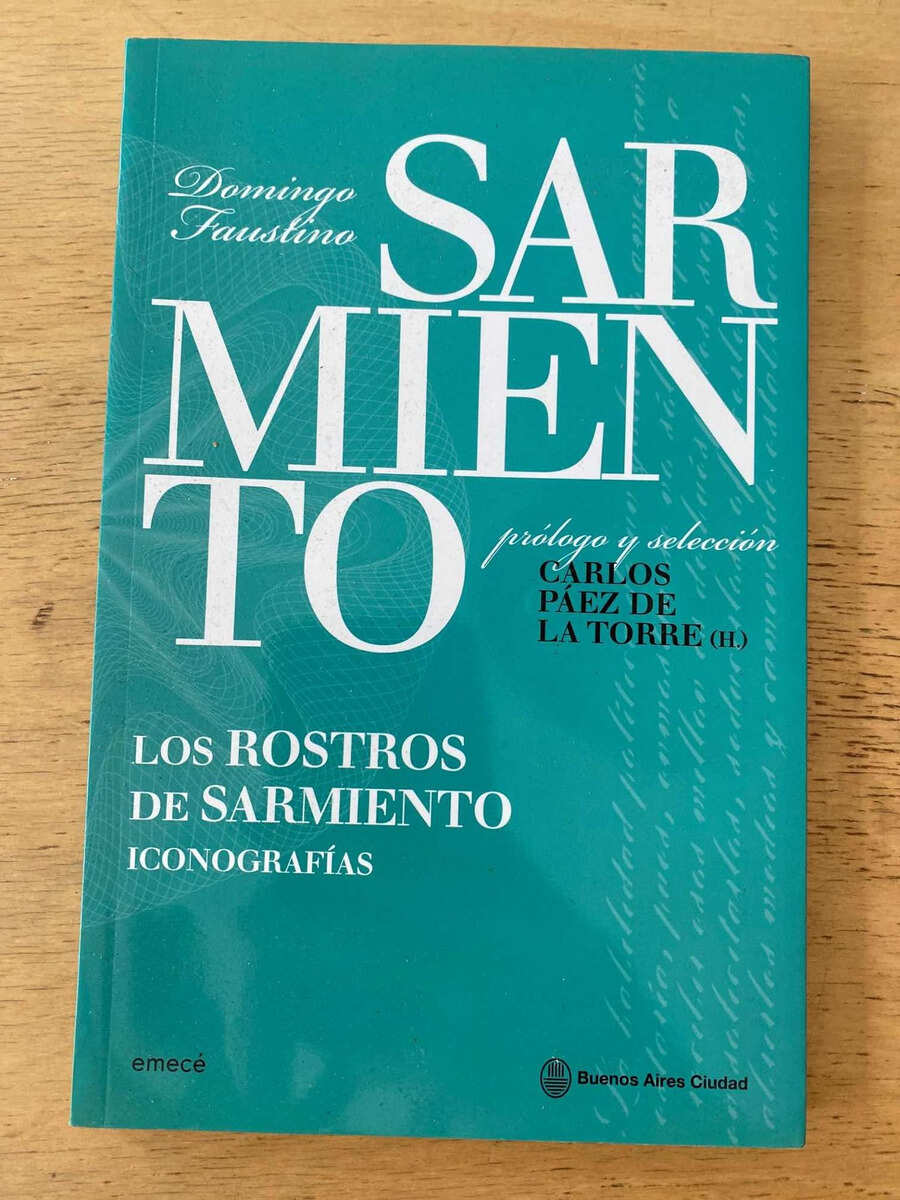 Domingo
Faustino
SAR
MIEN
TO
prólogo y selección
CARLOS
PÁEZ DE
LA TORRE (H.)
LOS ROSTROS
DE SARMIENTO
ICONOGRAFÍAS
emecé
Buenos Aires Ciudad